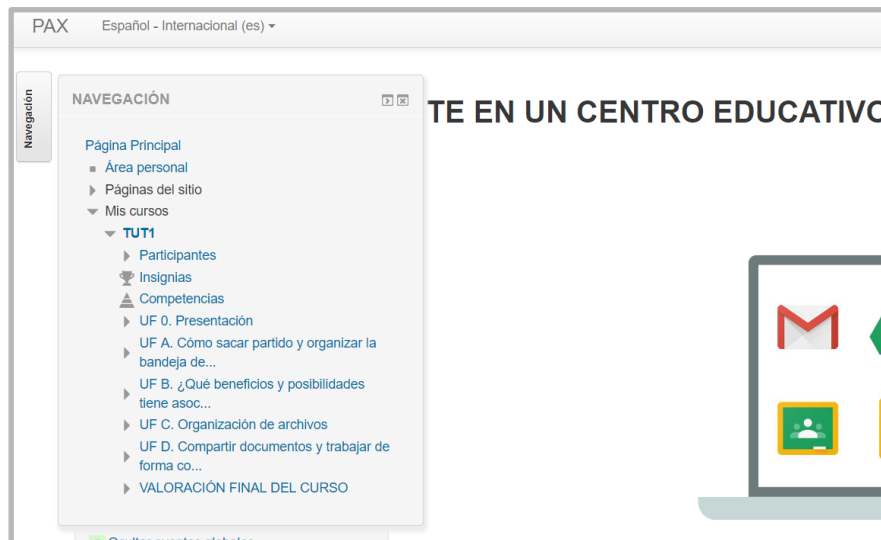 PAX Español - Internacional (es)
Navegación
NAVEGACIÓN
TE EN UN CENTRO EDUCATIVO
Página Principal
Área personal
Páginas del sitio
Mis cursos
TUT1
Participantes
Insignias
Competencias
UF 0. Presentación
UF A. Cómo sacar partido y organizar la
bandeja de...
UF B. ¿Qué beneficios y posibilidades
tiene asoc...
UF C. Organización de archivos
UF D. Compartir documentos y trabajar de
forma co...
VALORACIÓN FINAL DEL CURSO